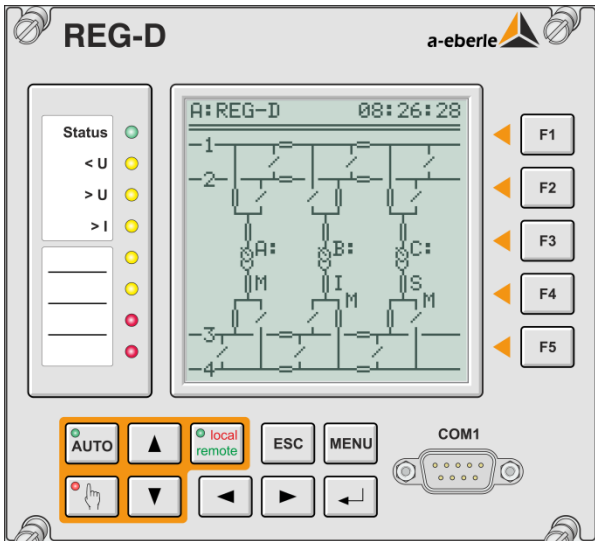 REG-D
a-eberle
A:REG-D 08:26:28
1
2
A: B: C:
M I S
M M
3
4
Status
< U
> U
> I
F1
F2
F3
F4
F5
AUTO
local
remote
ESC
MENU
COM1